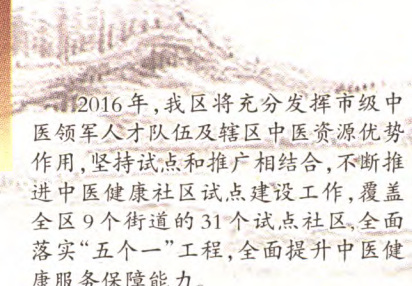 2016年,我区将充分发挥市级中
医领军人才队伍及辖区中医资源优势
作用,坚持试点和推广相结合,不断推
进中医健康社区试点建设工作,覆盖
全区9个街道的31个试点社区,全面
落实“五个一”工程,全面提升中医健
康服务保障能力。